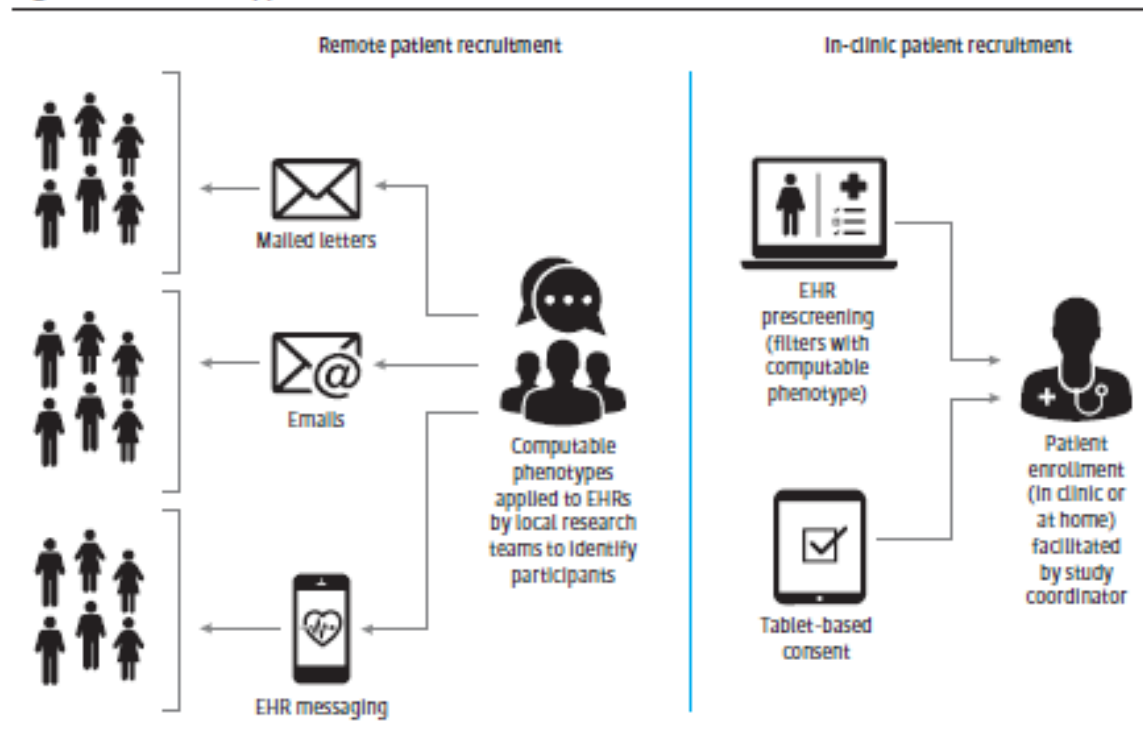 Remote patient recruitment
In-clinic patient recruitment
Mailed letters
@
Emails
EHR messaging
Computable
phenotypes
applied to EHRs
by local research
teams to identify
participants
EHR
prescreening
(filters with
computable
phenotype)
Tablet-based
consent
Patient
enrollment
(in clinic or
at home)
facilitated
by study
coordinator